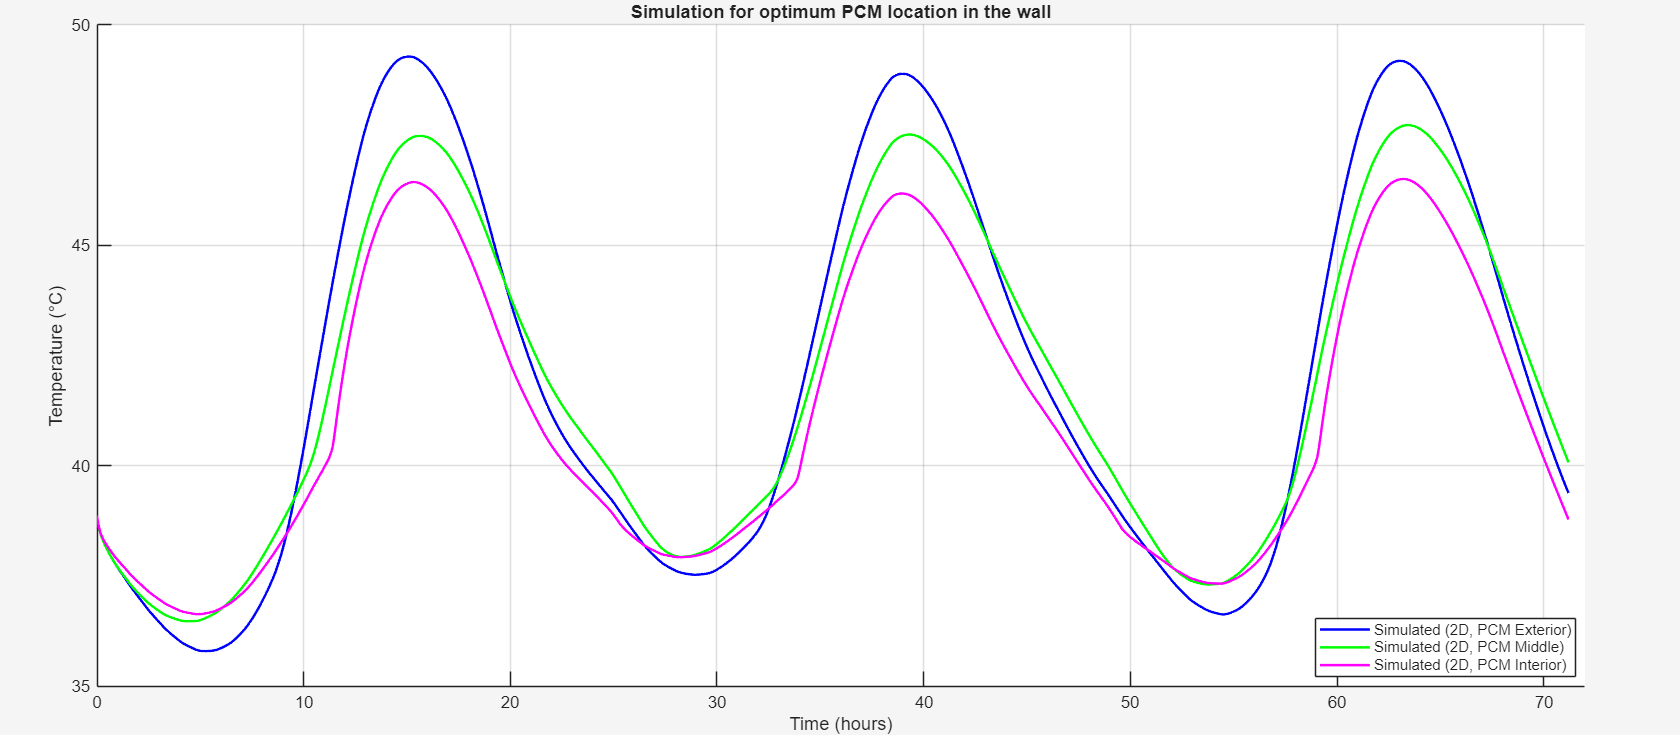 Simulation for optimum PCM location in the wall
50
45
40
35
Temperature (°C)
0 10 20 30 40 50 60 70
Time (hours)
Simulated (2D, PCM Exterior)
Simulated (2D, PCM Middle)
Simulated (2D, PCM Interior)